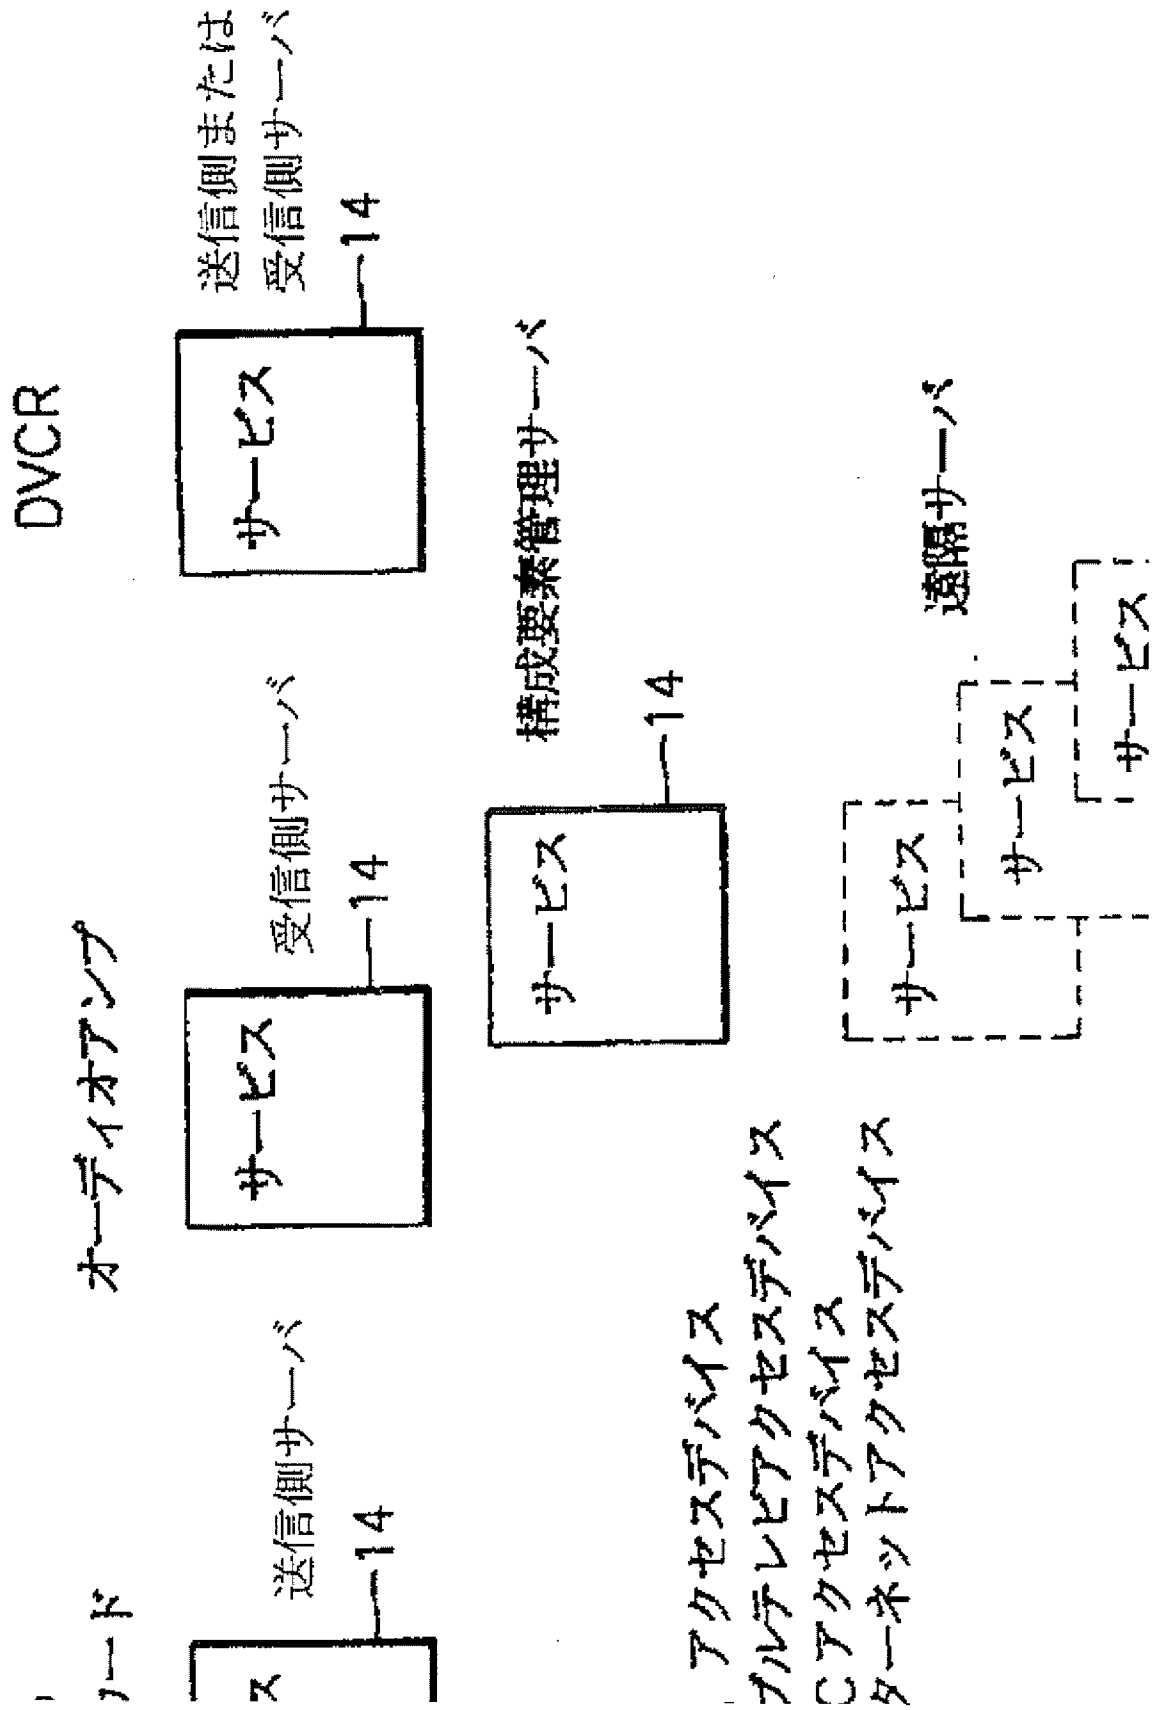 DVCR
ード
オーディオアンプ
送信側または
送信側サーバ
受信側サーバ
受信側サーバ
ス
サービス
サービス
14
14
14
構成要素管理サーバ
サービス
14
アクセスデバイス
ブルテレビアクセスデバイス
Cアクセスデバイス
ターネットアクセスデバイス
遠隔サーバ
サービス
サービス
サービス